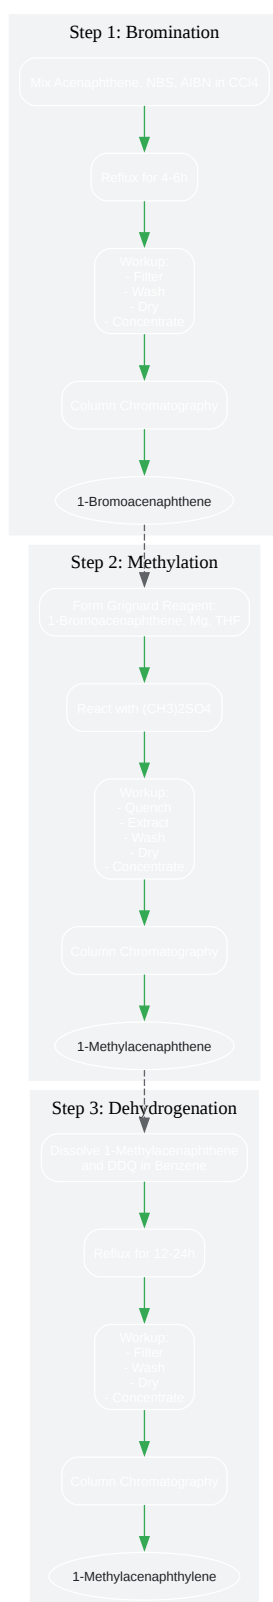 Step 1: Bromination
Mix Acenaphthene, NBS, AIBN in CCl4
Reflux for 4-6h
Workup:
- Filter
- Wash
- Dry
- Concentrate
Column Chromatography
1-Bromoacenaphthene
Step 2: Methylation
Form Grignard Reagent:
1-Bromoacenaphthene, Mg, THF
React with (CH3)2SO4
Workup:
- Quench
- Extract
- Wash
- Dry
- Concentrate
Column Chromatography
1-Methylacenaphthene
Step 3: Dehydrogenation
Dissolve 1-Methylacenaphthene
and DDQ in Benzene
Reflux for 12-24h
Workup:
- Filter
- Wash
- Dry
- Concentrate
Column Chromatography
1-Methylacenaphthylene